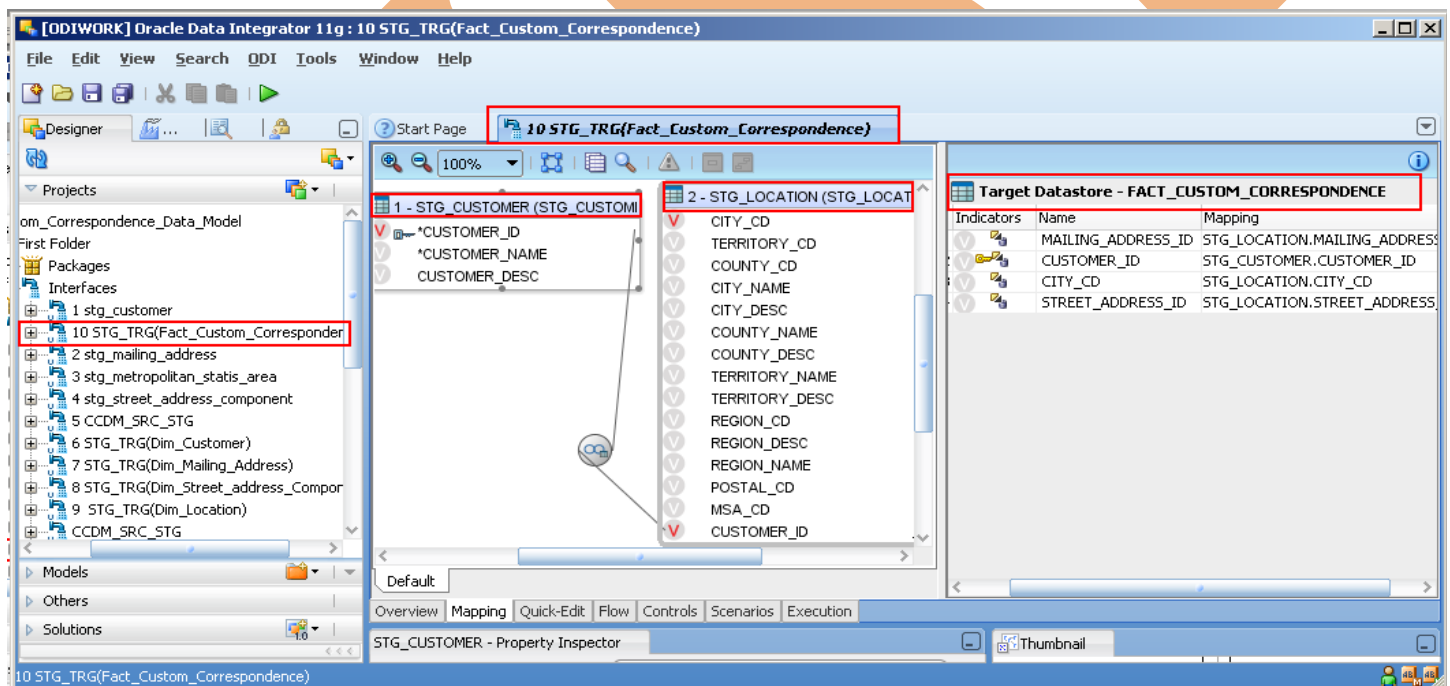 [ODIWORK] Oracle Data Integrator 11g : 10 STG_TRG(Fact_Custom_Correspondence)
File Edit View Search ODI Tools Window Help
Designer ...
Start Page
10 STG_TRG(Fact_Custom_Correspondence)
100%
Projects
om_Correspondence_Data_Model
First Folder
Packages
Interfaces
1 stg_customer
10 STG_TRG(Fact_Custom_Corresponder
2 stg_mailing_address
3 stg_metropolitan_statis_area
4 stg_street_address_component
5 CCDM_SRC_STG
6 STG_TRG(Dim_Customer)
7 STG_TRG(Dim_Mailing_Address)
8 STG_TRG(Dim_Street_address_Compor
9 STG_TRG(Dim_Location)
CCDM_SRC_STG
Models
Others
Solutions
1.0
1 - STG_CUSTOMER (STG_CUSTOMI
V *CUSTOMER_ID
V *CUSTOMER_NAME
V CUSTOMER_DESC
2 - STG_LOCATION (STG_LOCAT
V CITY_CD
V TERRITORY_CD
V COUNTY_CD
V CITY_NAME
V CITY_DESC
V COUNTY_NAME
V COUNTY_DESC
V TERRITORY_NAME
V TERRITORY_DESC
V REGION_CD
V REGION_DESC
V REGION_NAME
V POSTAL_CD
V MSA_CD
V CUSTOMER_ID
Default
Overview Mapping Quick-Edit Flow Controls Scenarios Execution
Target Datastore - FACT_CUSTOM_CORRESPONDENCE
Indicators Name Mapping
V MAILING_ADDRESS_ID STG_LOCATION.MAILING_ADDRESS
V CUSTOMER_ID STG_CUSTOMER.CUSTOMER_ID
V CITY_CD STG_LOCATION.CITY_CD
V STREET_ADDRESS_ID STG_LOCATION.STREET_ADDRESS_
STG_CUSTOMER - Property Inspector
Thumbnail
10 STG_TRG(Fact_Custom_Correspondence)